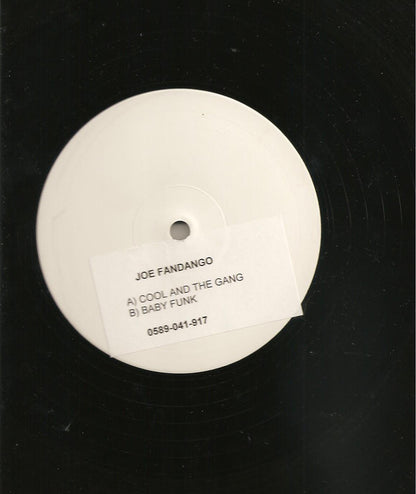 JOE FANDANGO
A) COOL AND THE GANG
B) BABY FUNK
0589-041-917